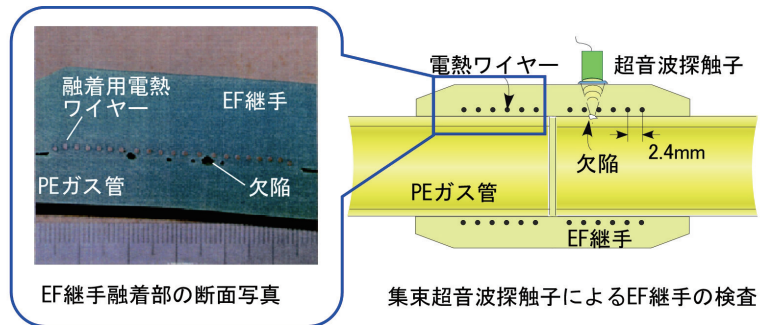 融着用電熱
ワイヤー
EF継手
PEガス管
欠陥
EF継手融着部の断面写真
電熱ワイヤー
超音波探触子
欠陥
2.4mm
PEガス管
EF継手
集束超音波探触子によるEF継手の検査